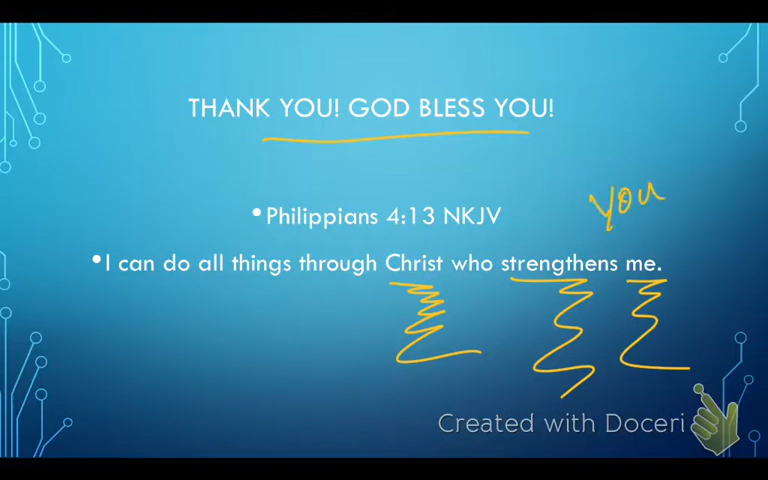 THANK YOU! GOD BLESS YOU!
you
•Philippians 4:13 NKJV
•I can do all things through Christ who strengthens me.
Created with Doceri